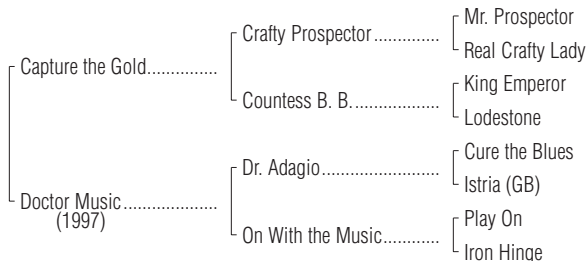 Mr. Prospector
Crafty Prospector..............
Real Crafty Lady
Capture the Gold...............
King Emperor
Countess B. B. ..................
Lodestone
Cure the Blues
Dr. Adagio.........................
Istria (GB)
Doctor Music....................
(1997)
Play On
On With the Music............
Iron Hinge